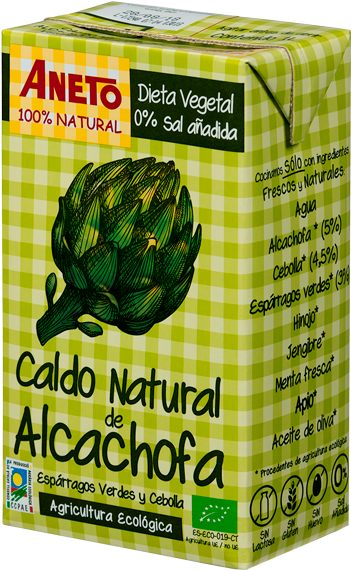 ANETO
100% NATURAL
Dieta Vegetal
0% Sal añadida
Caldo Natural
de
Alcachofa
Espárragos Verdes y Cebolla
Agricultura Ecológica
CCPAE
ES-ECO-019-CT
Agricultura UE / no UE
Cocinamos sólo con ingredientes
Frescos y Naturales:
Agua
Alcachofa* (5%)
Cebolla* (4,5%)
Espárragos Verdes* (3%
Hinojo*
Jengibre*
Menta fresca*
Apio*
Aceite de oliva*
* Procedentes de agricultura ecológica
SIN Lactosa
SIN Gluten
SIN Huevo
SIN